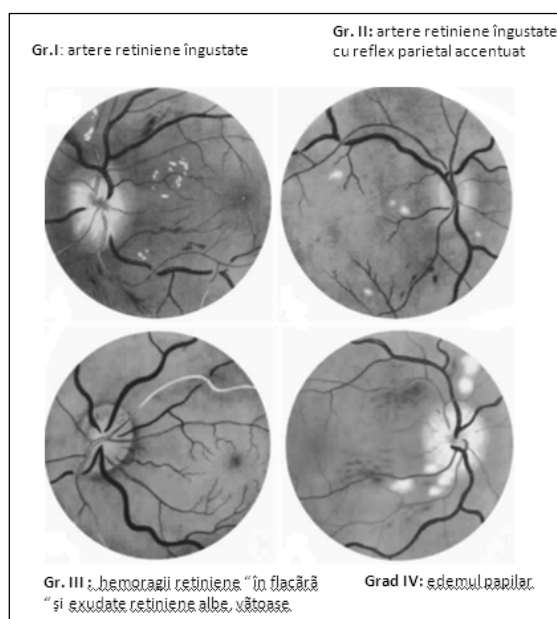 Gr.I: artere retiniene îngustate
Gr. II: artere retiniene îngustate
cu reflex parietal accentuat
Gr. III : hemoragii retiniene “în flacără
“ și exudate retiniene albe, vătoase
Grad IV: edemul papilar